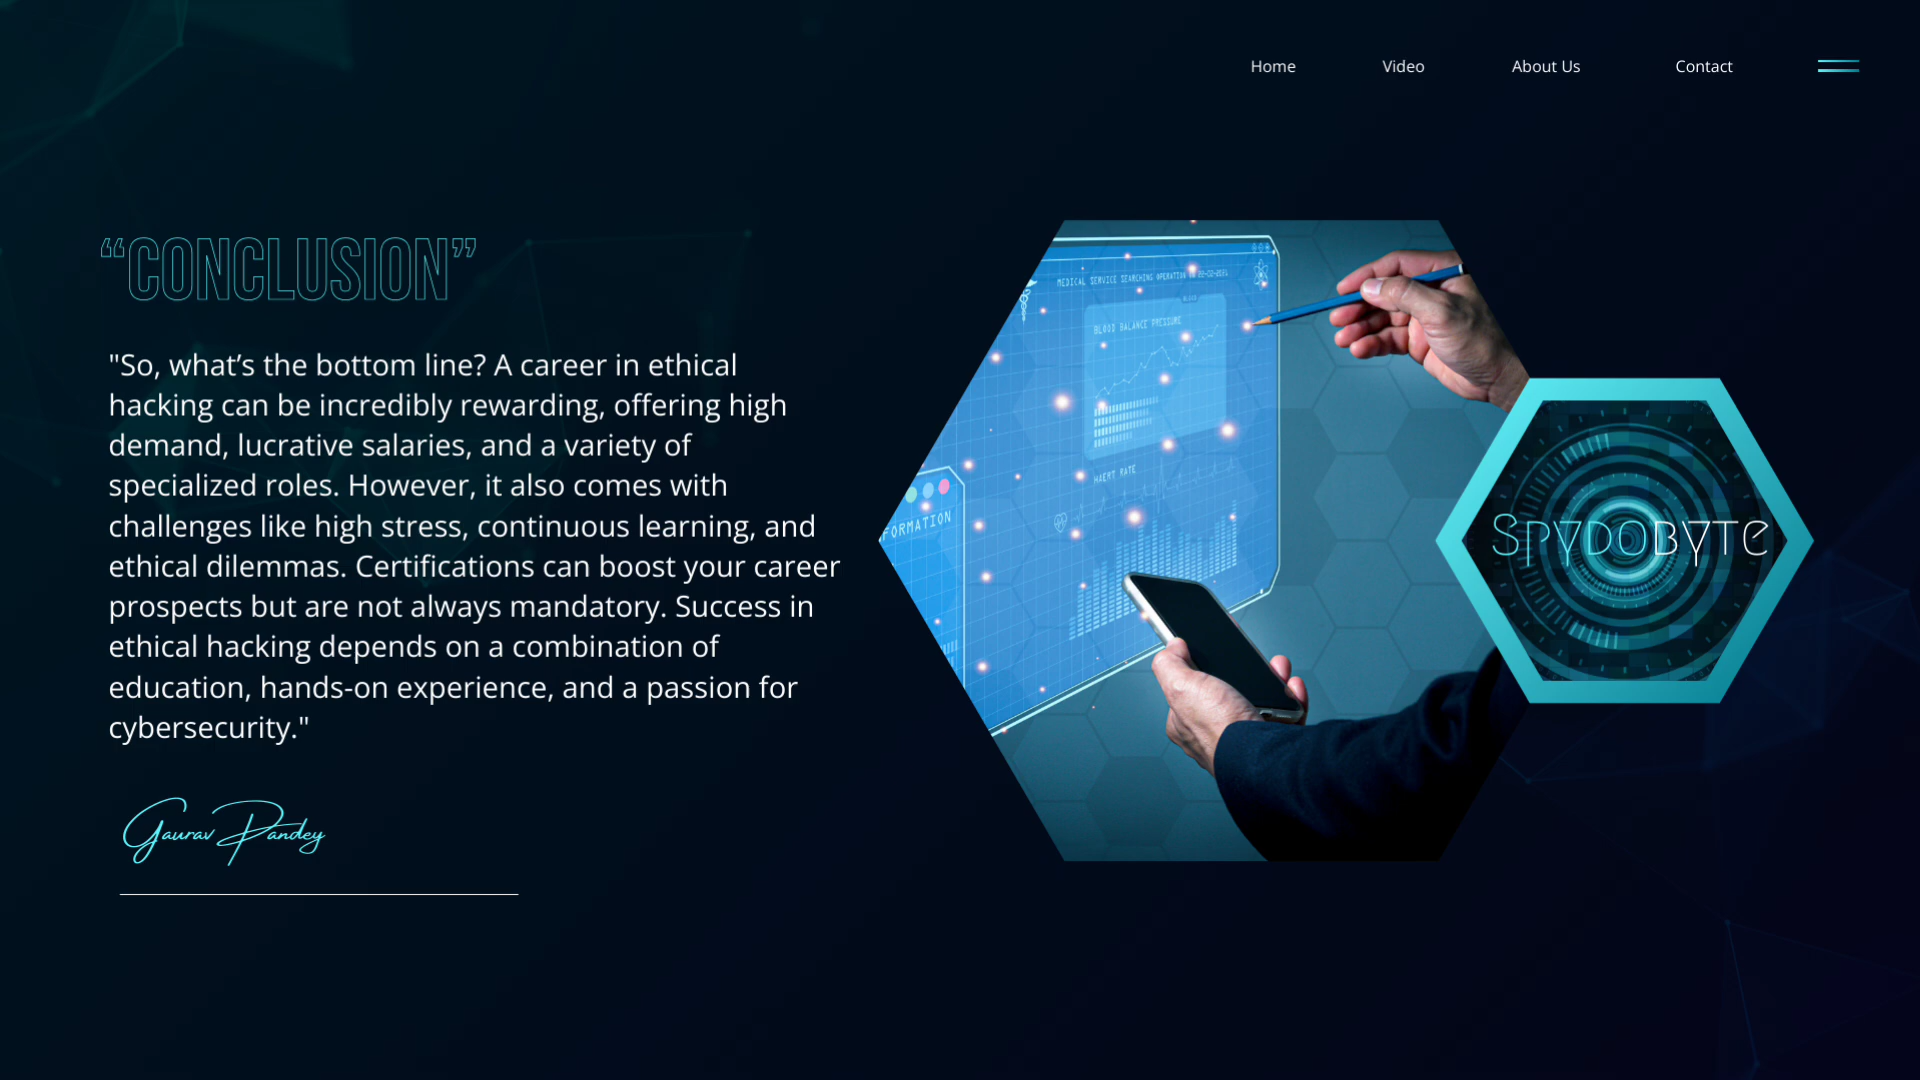 Home Video About Us Contact
“CONCLUSION”
"So, what’s the bottom line? A career in ethical
hacking can be incredibly rewarding, offering high
demand, lucrative salaries, and a variety of
specialized roles. However, it also comes with
challenges like high stress, continuous learning, and
ethical dilemmas. Certifications can boost your career
prospects but are not always mandatory. Success in
ethical hacking depends on a combination of
education, hands-on experience, and a passion for
cybersecurity."
Gaurav Pandey
MEDICAL SERVICE SEARCHING OPERATING
BLOOD BALANCE PRESSURE
HAERT RATE
FORMATION
SPYDOBYTE